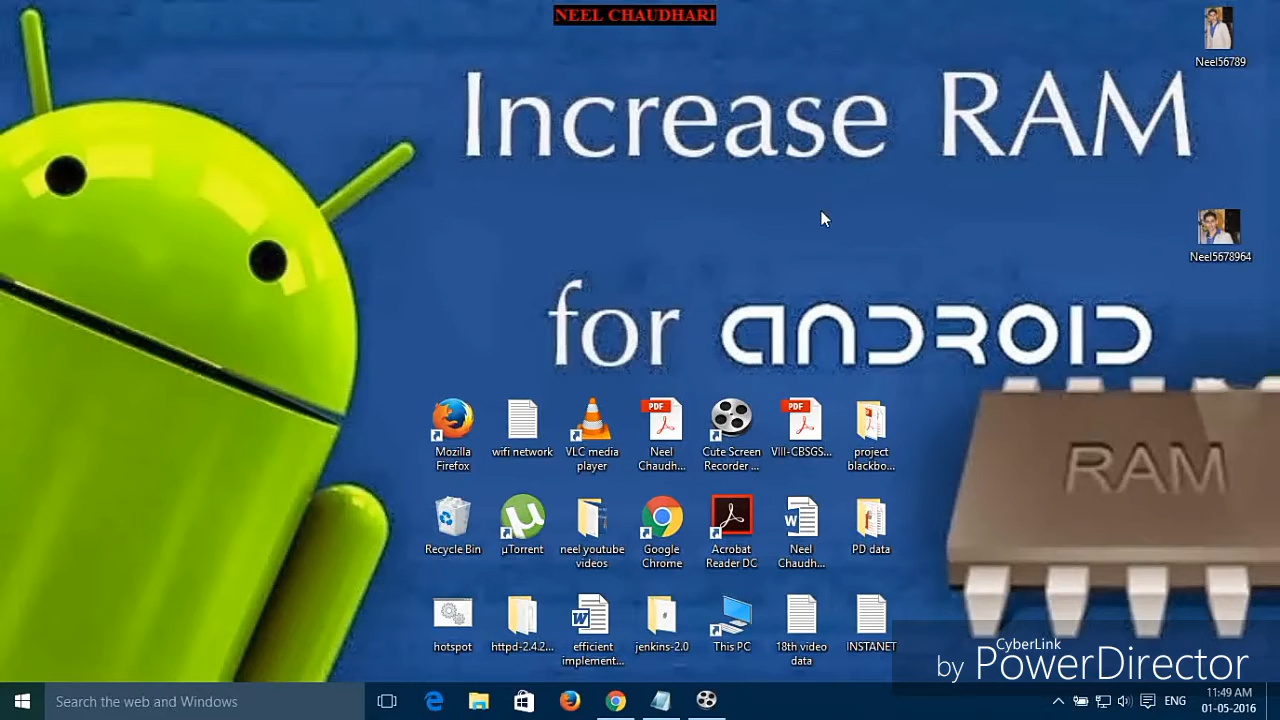 NEEL CHAUDHARI
Neel56789
Increase RAM
Neel5678964
for ANDROID
RAM
Mozilla
Firefox
wifi network
VLC media
player
Neel
Chaudh...
Cute Screen
Recorder ...
VIII-CBSGS...
project
blackbo...
PDF
PDF
Recycle Bin
µTorrent
neel youtube
videos
Google
Chrome
Acrobat
Reader DC
Neel
Chaudh...
PD data
hotspot
httpd-2.4.2...
efficient
implement...
jenkins-2.0
This PC
18th video
data
INSTANET
CyberLink
by PowerDirector
Search the web and Windows
ENG
11:49 AM
01-05-2016